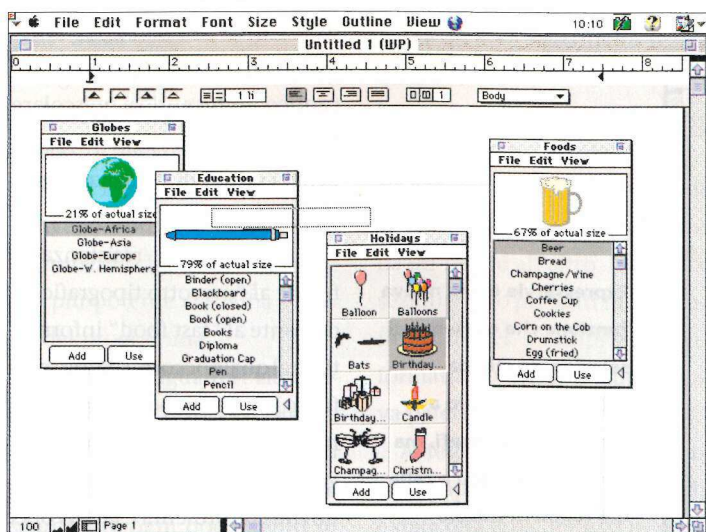 File Edit Format Font Size Style Outline View 10:10
Untitled 1 (WP)
0 1 2 3 4 5 6 7 8
1 li 1 Body
Globes
File Edit View
21% of actual size
Globe-Africa
Globe-Asia
Globe-Europe
Globe-W. Hemisphere
Add Use
Education
File Edit View
79% of actual size
Binder (open)
Blackboard
Book (closed)
Book (open)
Books
Diploma
Graduation Cap
Pen
Pencil
Add Use
Holidays
File Edit View
Balloon Balloons
Bats Birthday...
Birthday... Candle
Champag... Christm...
Add Use
Foods
File Edit View
67% of actual size
Beer
Bread
Champagne/Wine
Cherries
Coffee Cup
Cookies
Corn on the Cob
Drumstick
Egg (fried)
Add Use
100 Page 1